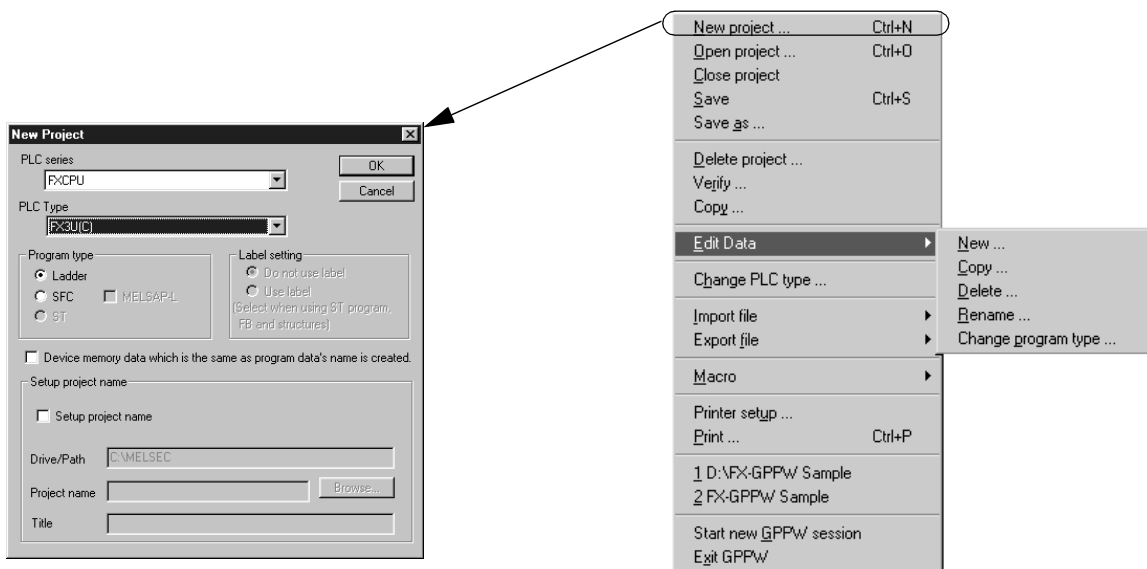 New Project
PLC series
FXCPU
PLC Type
FX3U(C)
OK
Cancel
Program type
Ladder
SFC
MELSAP-L
ST
Label setting
Do not use label
Use label
(Select when using ST program,
FB and structures)
Device memory data which is the same as program data's name is created.
Setup project name
Setup project name
Drive/Path
C:\MELSEC
Project name
Browse...
Title
New project ... Ctrl+N
Open project ... Ctrl+O
Close project
Save Ctrl+S
Save as ...
Delete project ...
Verify ...
Copy ...
Edit Data
Change PLC type ...
Import file
Export file
Macro
Printer setup ...
Print ... Ctrl+P
1 D:\FX-GPPW Sample
2 FX-GPPW Sample
Start new GPPW session
Exit GPPW
New ...
Copy ...
Delete ...
Rename ...
Change program type ...